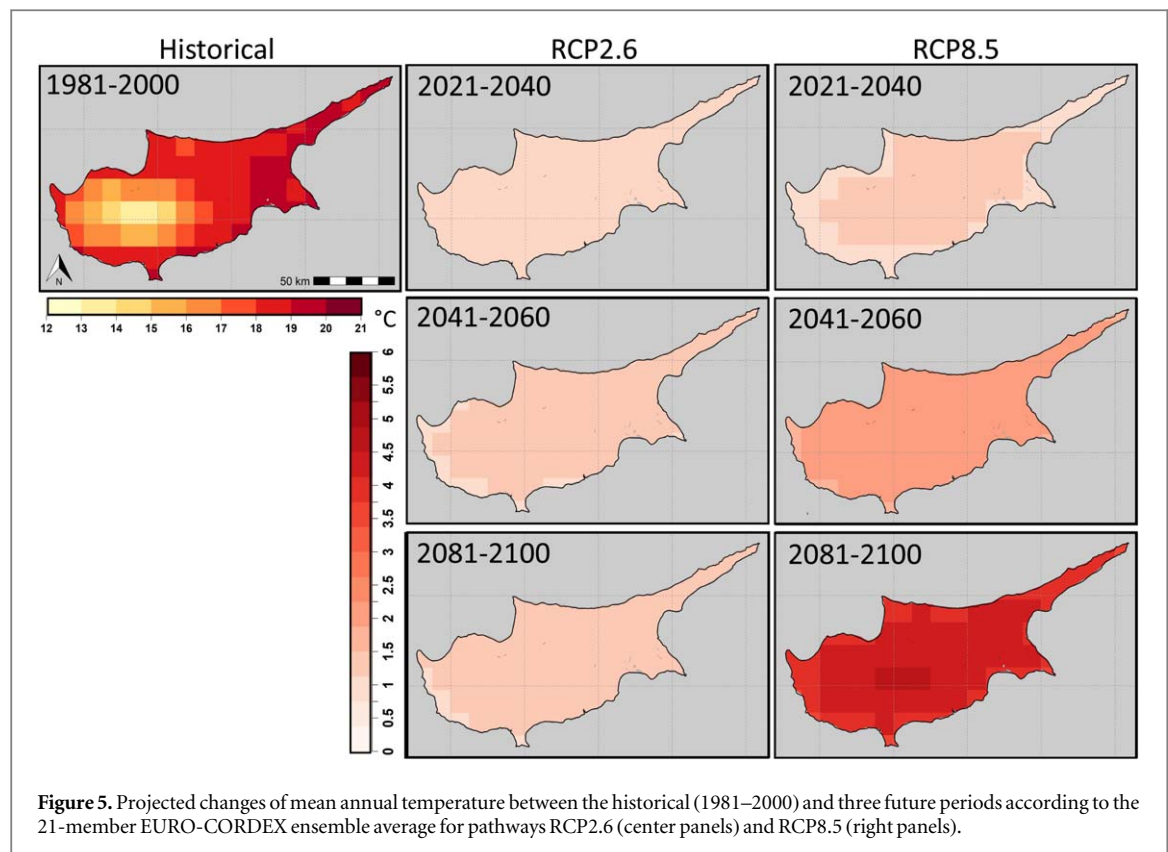 Historical
RCP2.6
RCP8.5
1981-2000
2021-2040
2021-2040
N
50 km
12 13 14 15 16 17 18 19 20 21
°C
2041-2060
2041-2060
6
5.5
5
4.5
4
3.5
3
2.5
2
1.5
1
0.5
0
2081-2100
2081-2100
Figure 5. Projected changes of mean annual temperature between the historical (1981–2000) and three future periods according to the
21-member EURO-CORDEX ensemble average for pathways RCP2.6 (center panels) and RCP8.5 (right panels).